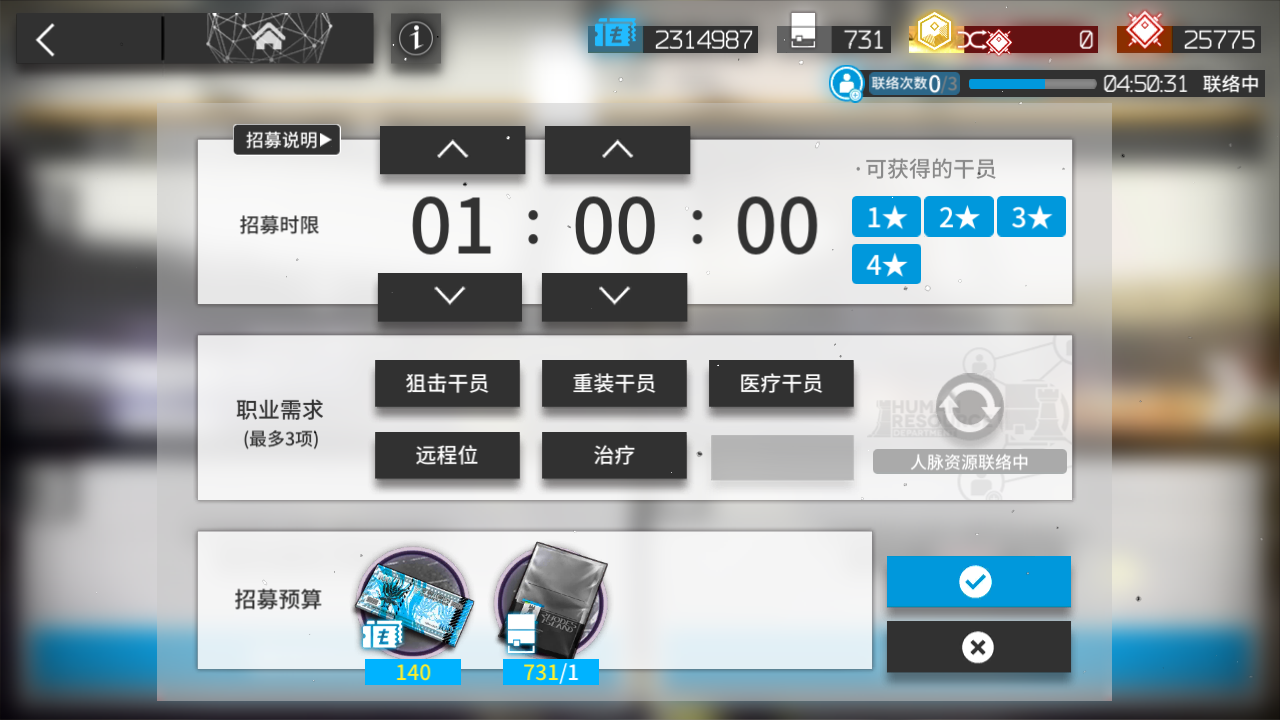 2314987
731
0
25775
联络次数0/3
04:50:31 联络中
招募说明▶
招募时限
01 : 00 : 00
·可获得的干员
1★ 2★ 3★
4★
职业需求
(最多3项)
狙击干员 重装干员 医疗干员
远程位 治疗
HUMAN
RESOURCE
DEPARTMENT
人脉资源联络中
招募预算
140
731/1